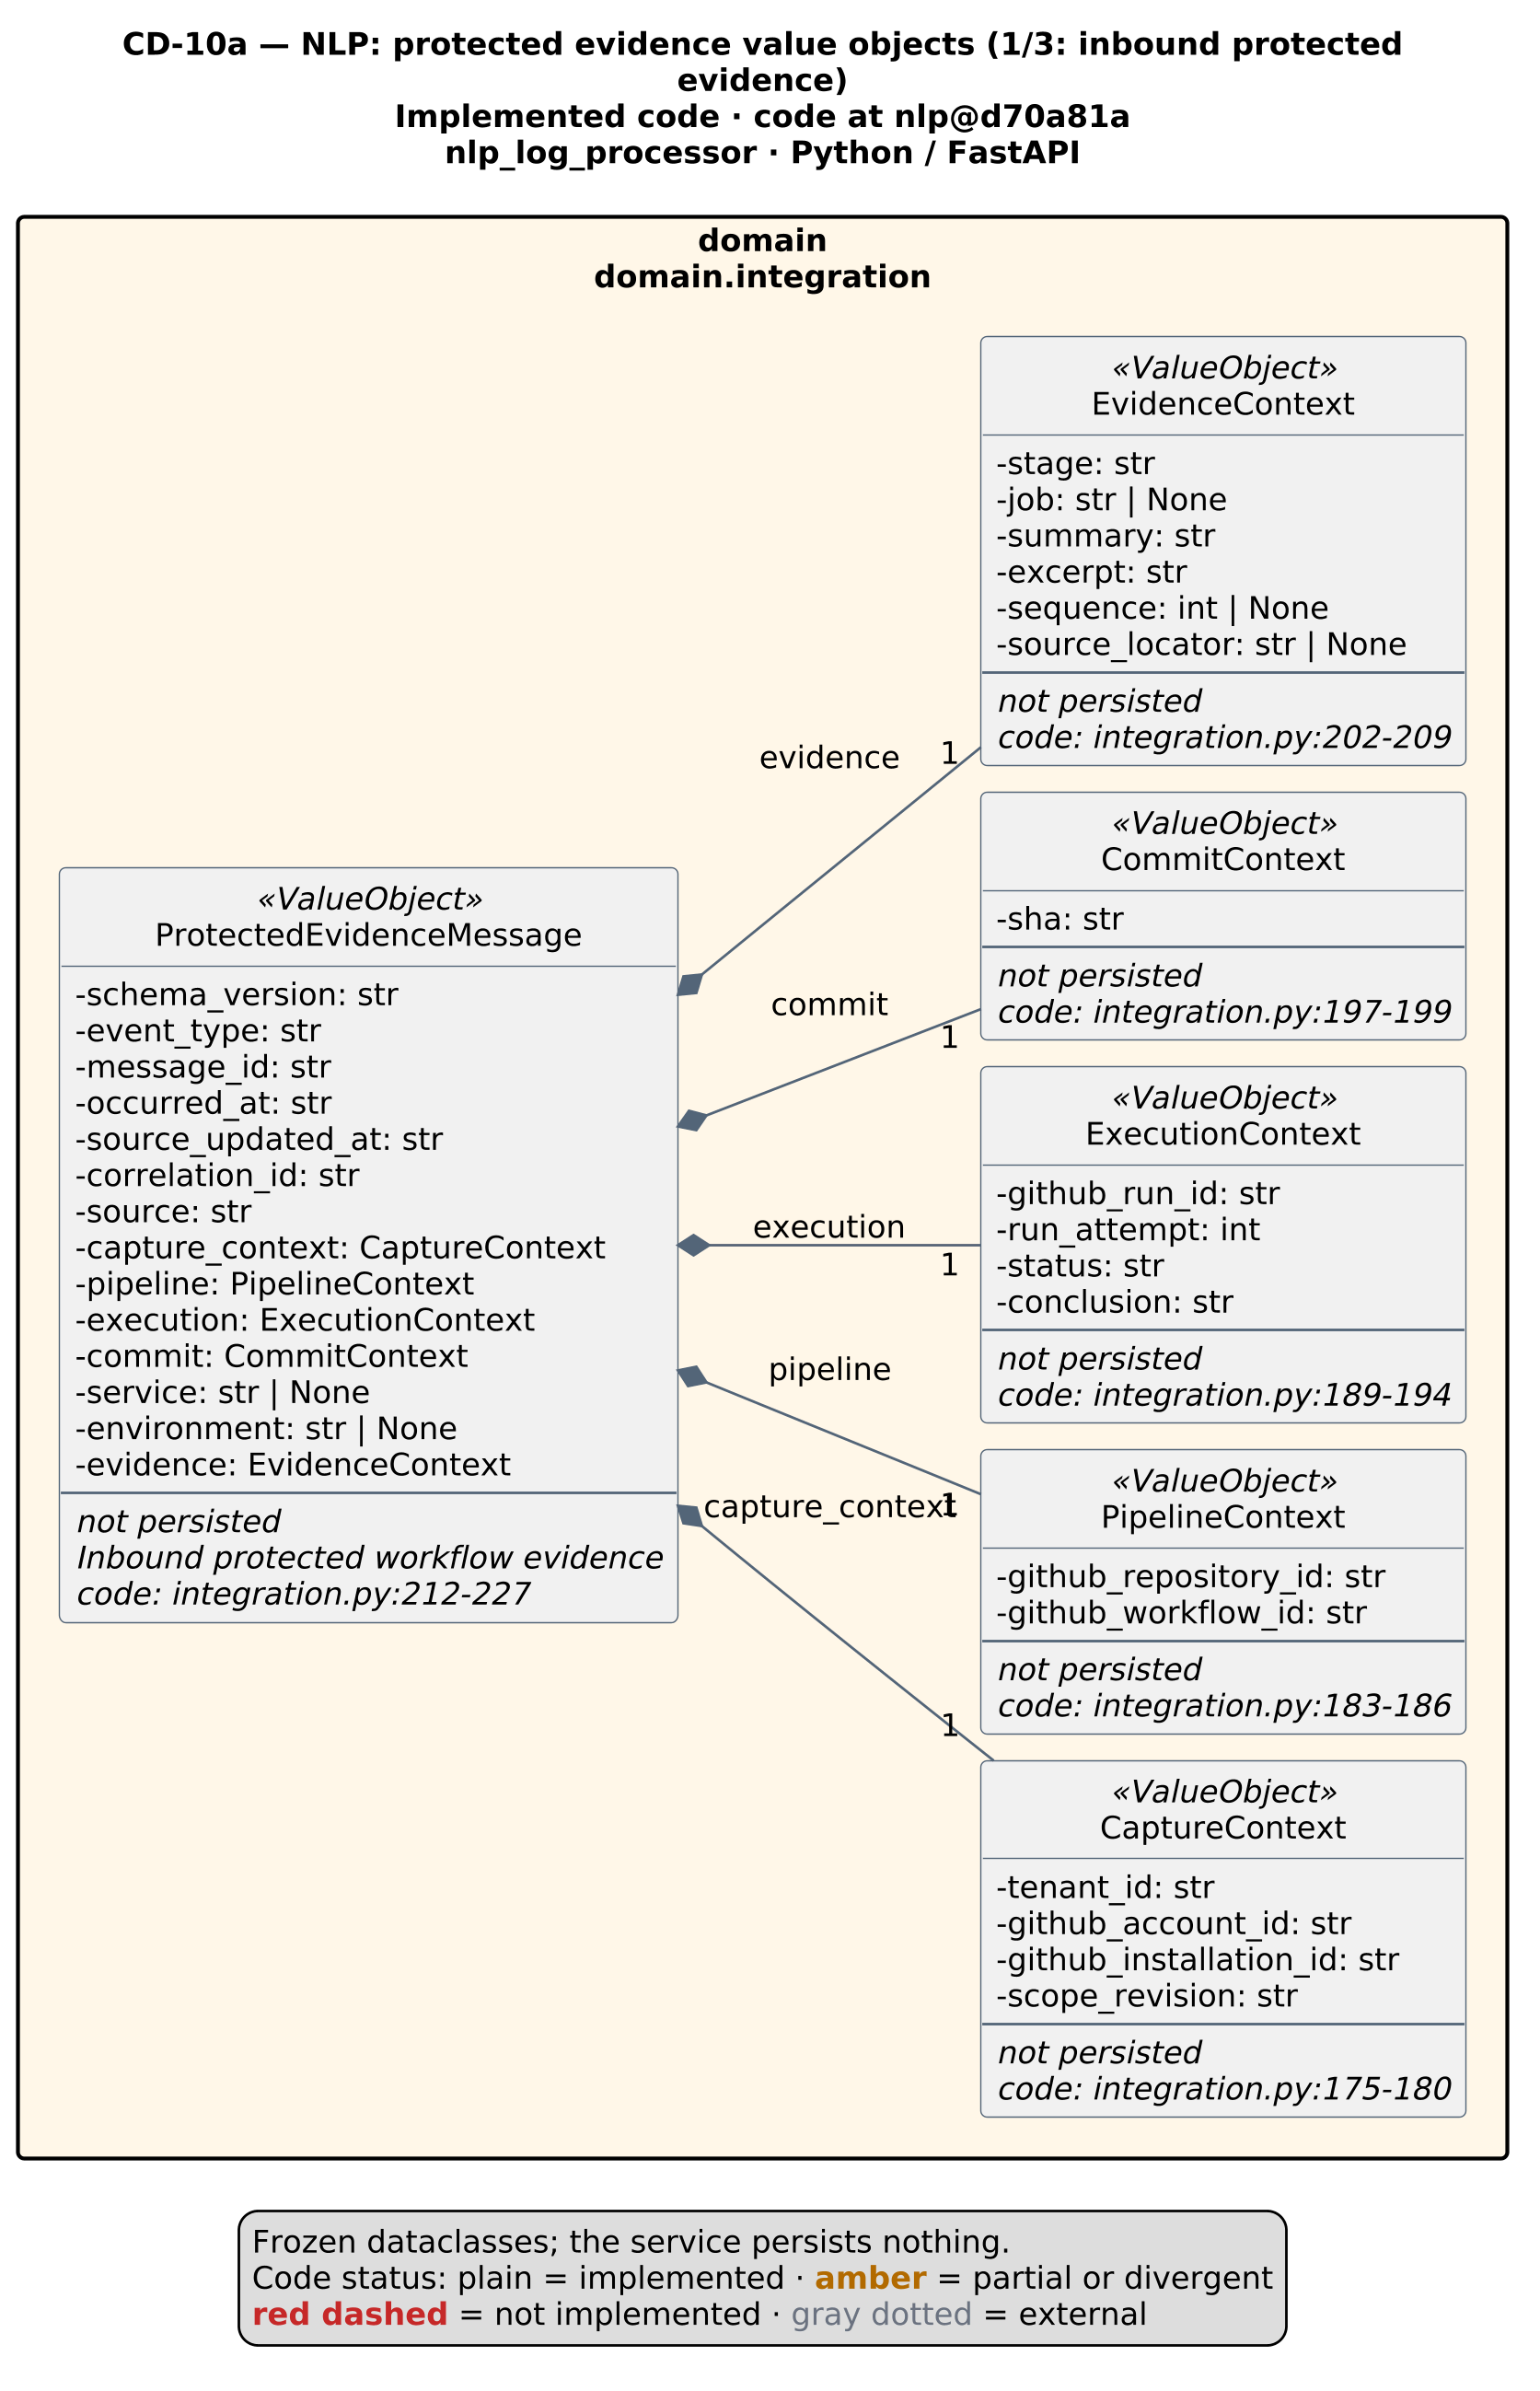 CD-10a — NLP: protected evidence value objects (1/3: inbound protected
evidence)
Implemented code · code at nlp@d70a81a
nlp_log_processor · Python / FastAPI
domain
domain.integration
«ValueObject»
EvidenceContext
-stage: str
-job: str | None
-summary: str
-excerpt: str
-sequence: int | None
-source_locator: str | None
not persisted
code: integration.py:202-209
evidence
1
«ValueObject»
CommitContext
-sha: str
not persisted
code: integration.py:197-199
commit
1
«ValueObject»
ProtectedEvidenceMessage
-schema_version: str
-event_type: str
-message_id: str
-occurred_at: str
-source_updated_at: str
-correlation_id: str
-source: str
-capture_context: CaptureContext
-pipeline: PipelineContext
-execution: ExecutionContext
-commit: CommitContext
-service: str | None
-environment: str | None
-evidence: EvidenceContext
not persisted
Inbound protected workflow evidence
code: integration.py:212-227
«ValueObject»
ExecutionContext
-github_run_id: str
-run_attempt: int
-status: str
-conclusion: str
not persisted
code: integration.py:189-194
execution
1
pipeline
1
«ValueObject»
PipelineContext
-github_repository_id: str
-github_workflow_id: str
not persisted
code: integration.py:183-186
capture_context
1
«ValueObject»
CaptureContext
-tenant_id: str
-github_account_id: str
-github_installation_id: str
-scope_revision: str
not persisted
code: integration.py:175-180
Frozen dataclasses; the service persists nothing.
Code status: plain = implemented · amber = partial or divergent
red dashed = not implemented · gray dotted = external